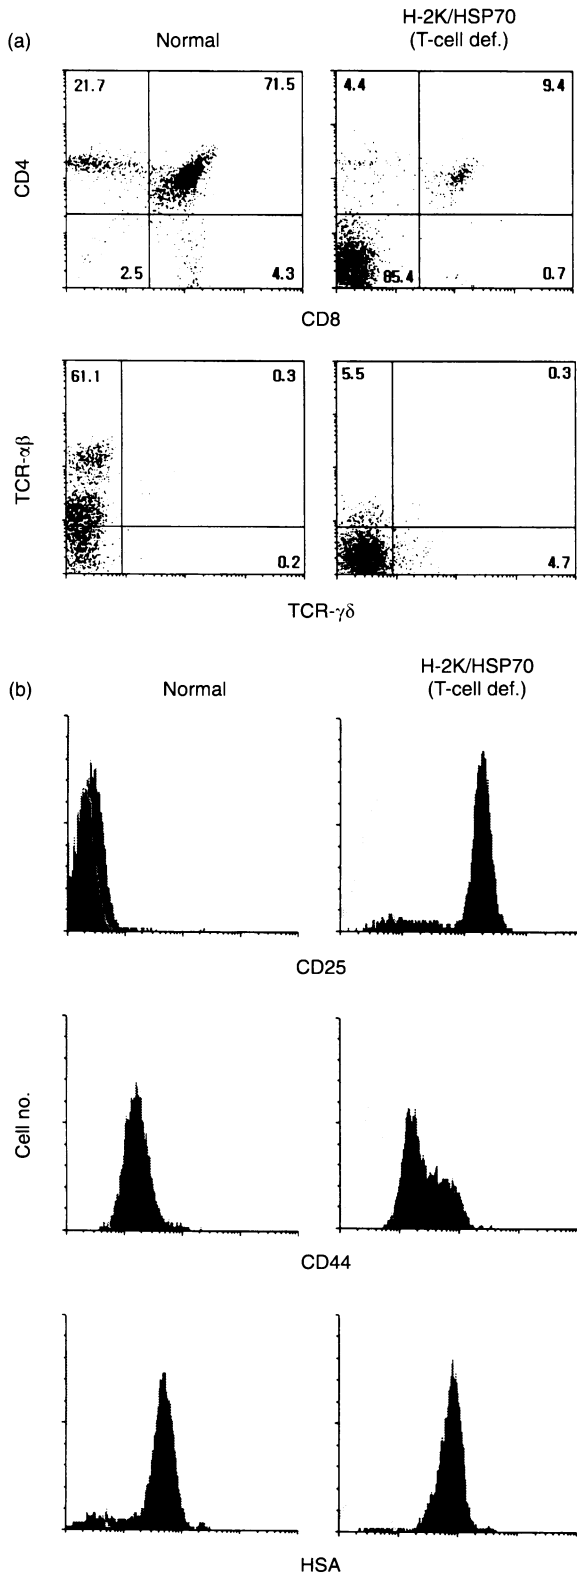 (a)
Normal
H-2K/HSP70
(T-cell def.)
21.7
71.5
2.5
4.3
4.4
9.4
85.4
0.7
CD4
CD8
61.1
0.3
0.2
5.5
0.3
4.7
TCR-αβ
TCR-γδ
(b)
Normal
H-2K/HSP70
(T-cell def.)
CD25
Cell no.
CD44
HSA